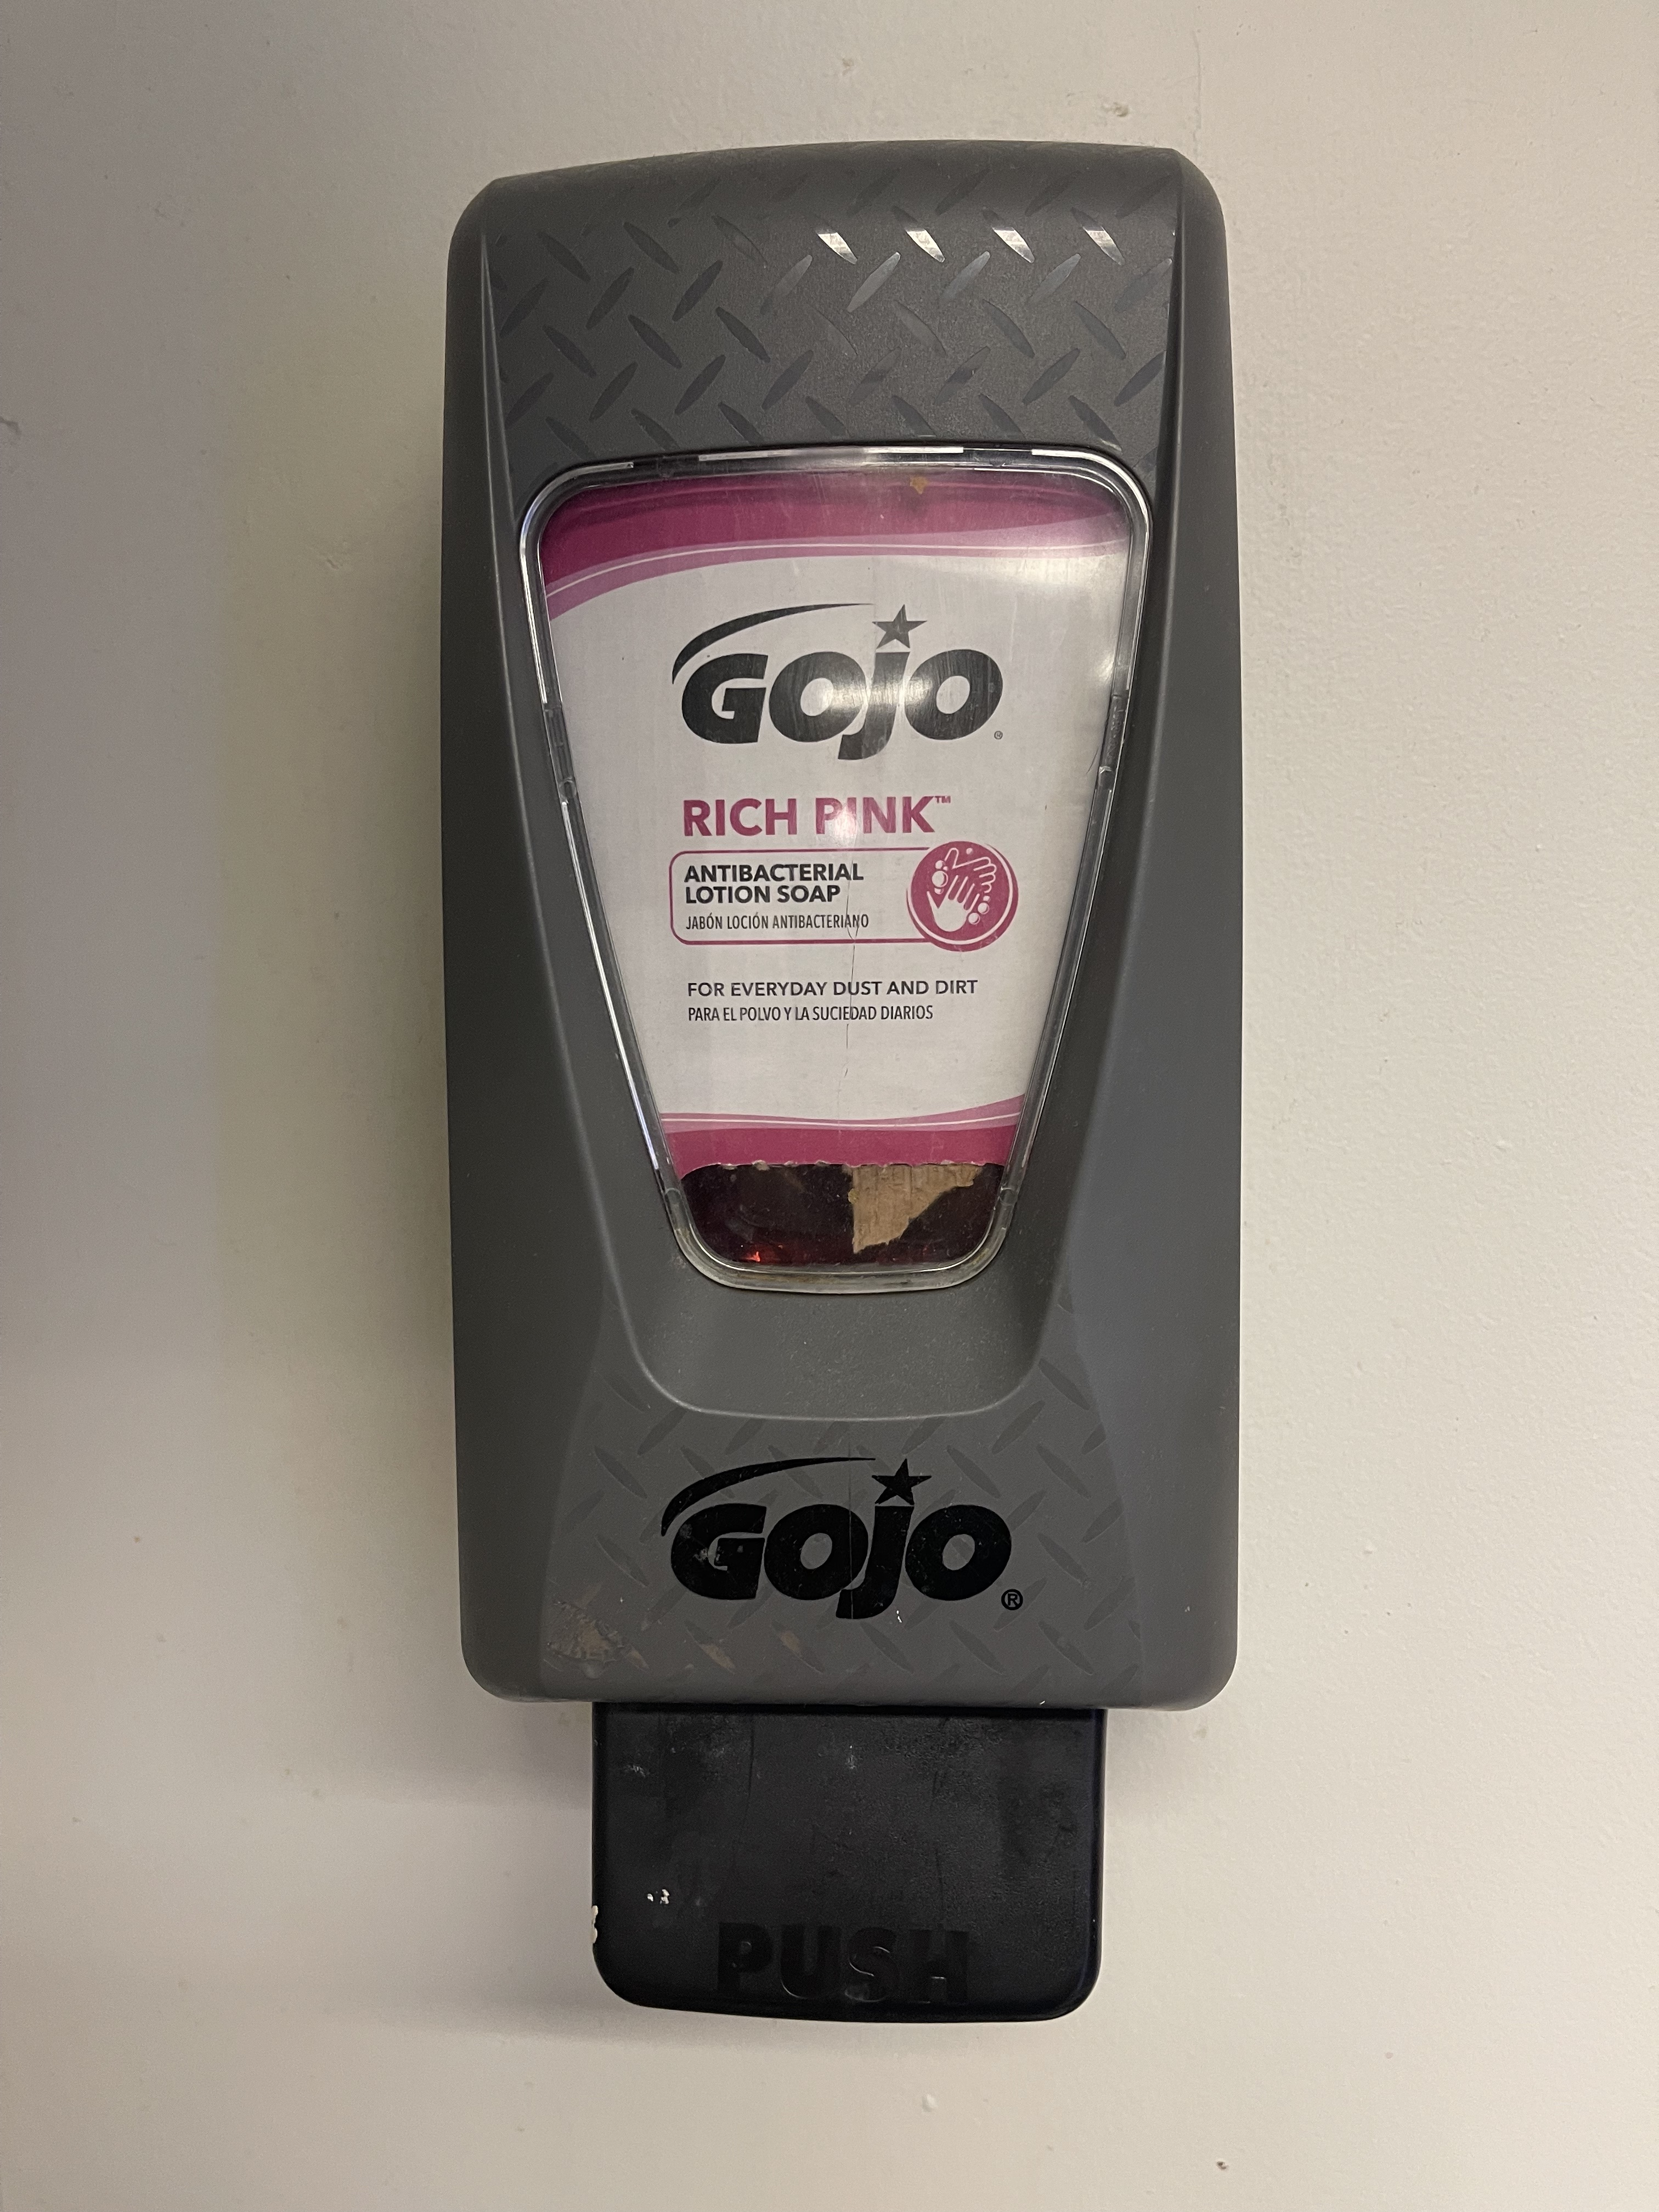 GOJO®
RICH PINK™
ANTIBACTERIAL
LOTION SOAP
JABÓN LOCIÓN ANTIBACTERIANO
FOR EVERYDAY DUST AND DIRT
PARA EL POLVO Y LA SUCIEDAD DIARIOS
GOJO®
PUSH